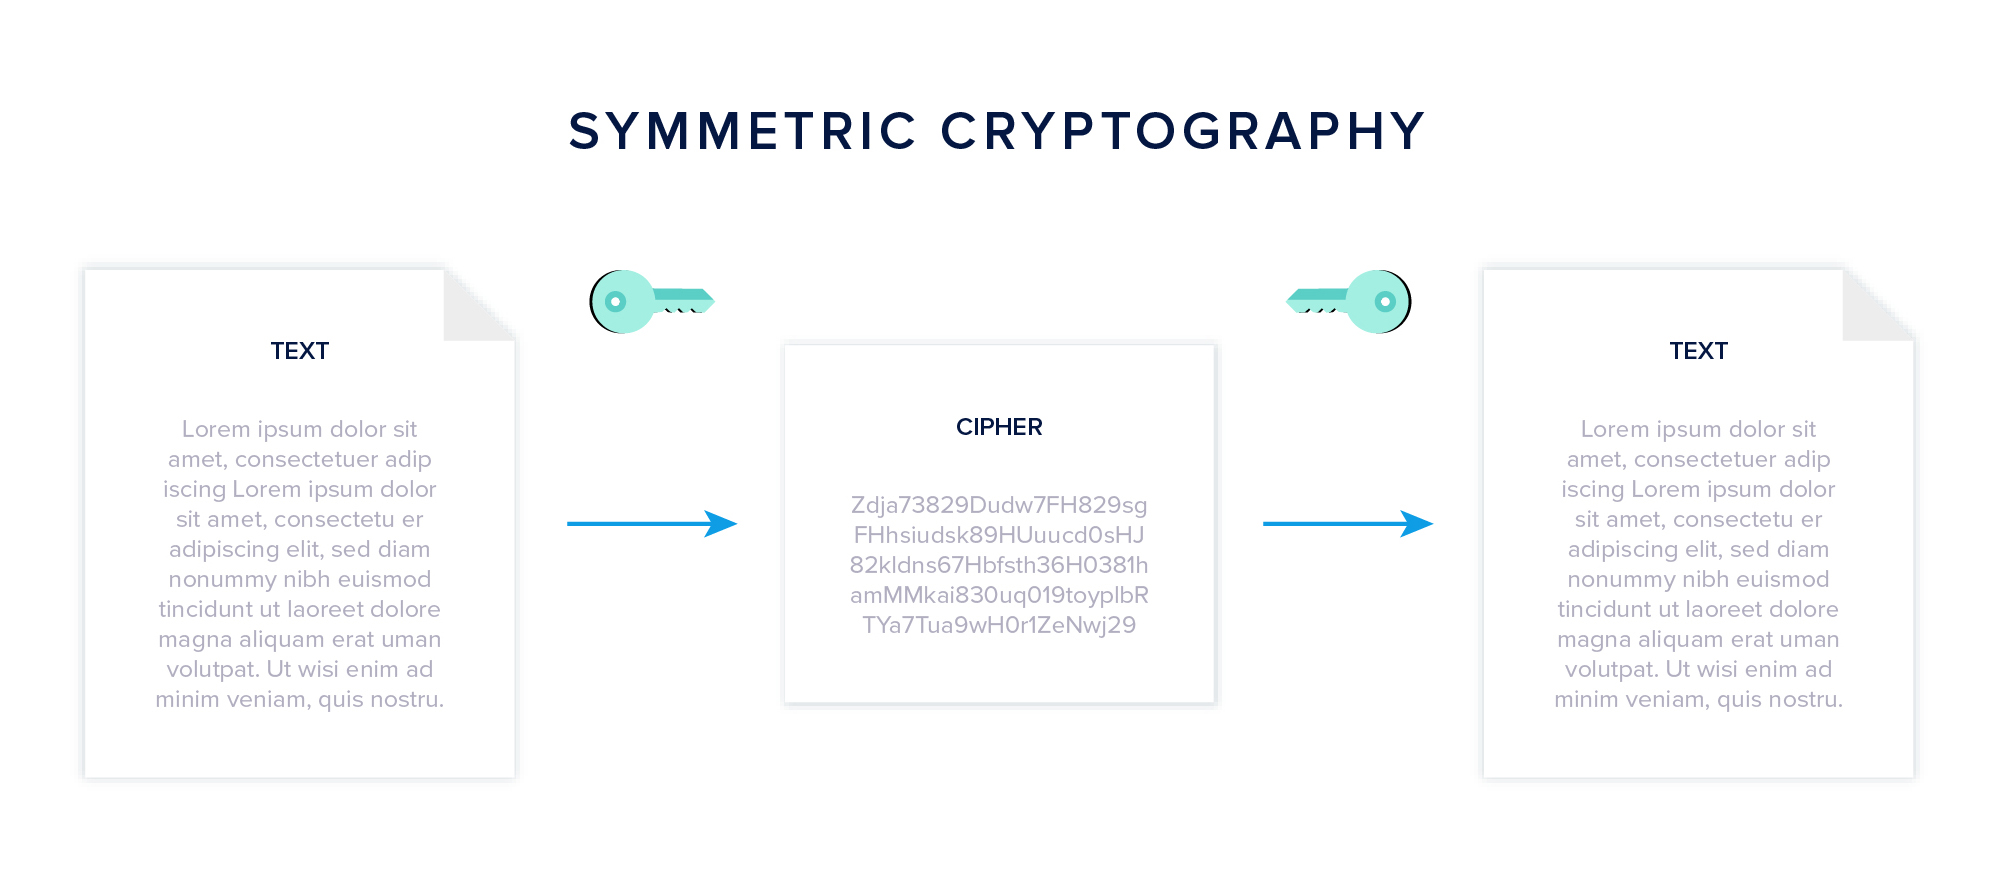 SYMMETRIC CRYPTOGRAPHY
TEXT
Lorem ipsum dolor sit
amet, consectetuer adip
iscing Lorem ipsum dolor
sit amet, consectetu er
adipiscing elit, sed diam
nonummy nibh euismod
tincidunt ut laoreet dolore
magna aliquam erat uman
volutpat. Ut wisi enim ad
minim veniam, quis nostru.
CIPHER
Zdja73829Dudw7FH829sg
FHhsiudsk89HUuucd0sHJ
82kldns67Hbfsth36H0381h
amMMkai830uq019toyplbR
TYa7Tua9wH0r1ZeNwj29
TEXT
Lorem ipsum dolor sit
amet, consectetuer adip
iscing Lorem ipsum dolor
sit amet, consectetu er
adipiscing elit, sed diam
nonummy nibh euismod
tincidunt ut laoreet dolore
magna aliquam erat uman
volutpat. Ut wisi enim ad
minim veniam, quis nostru.